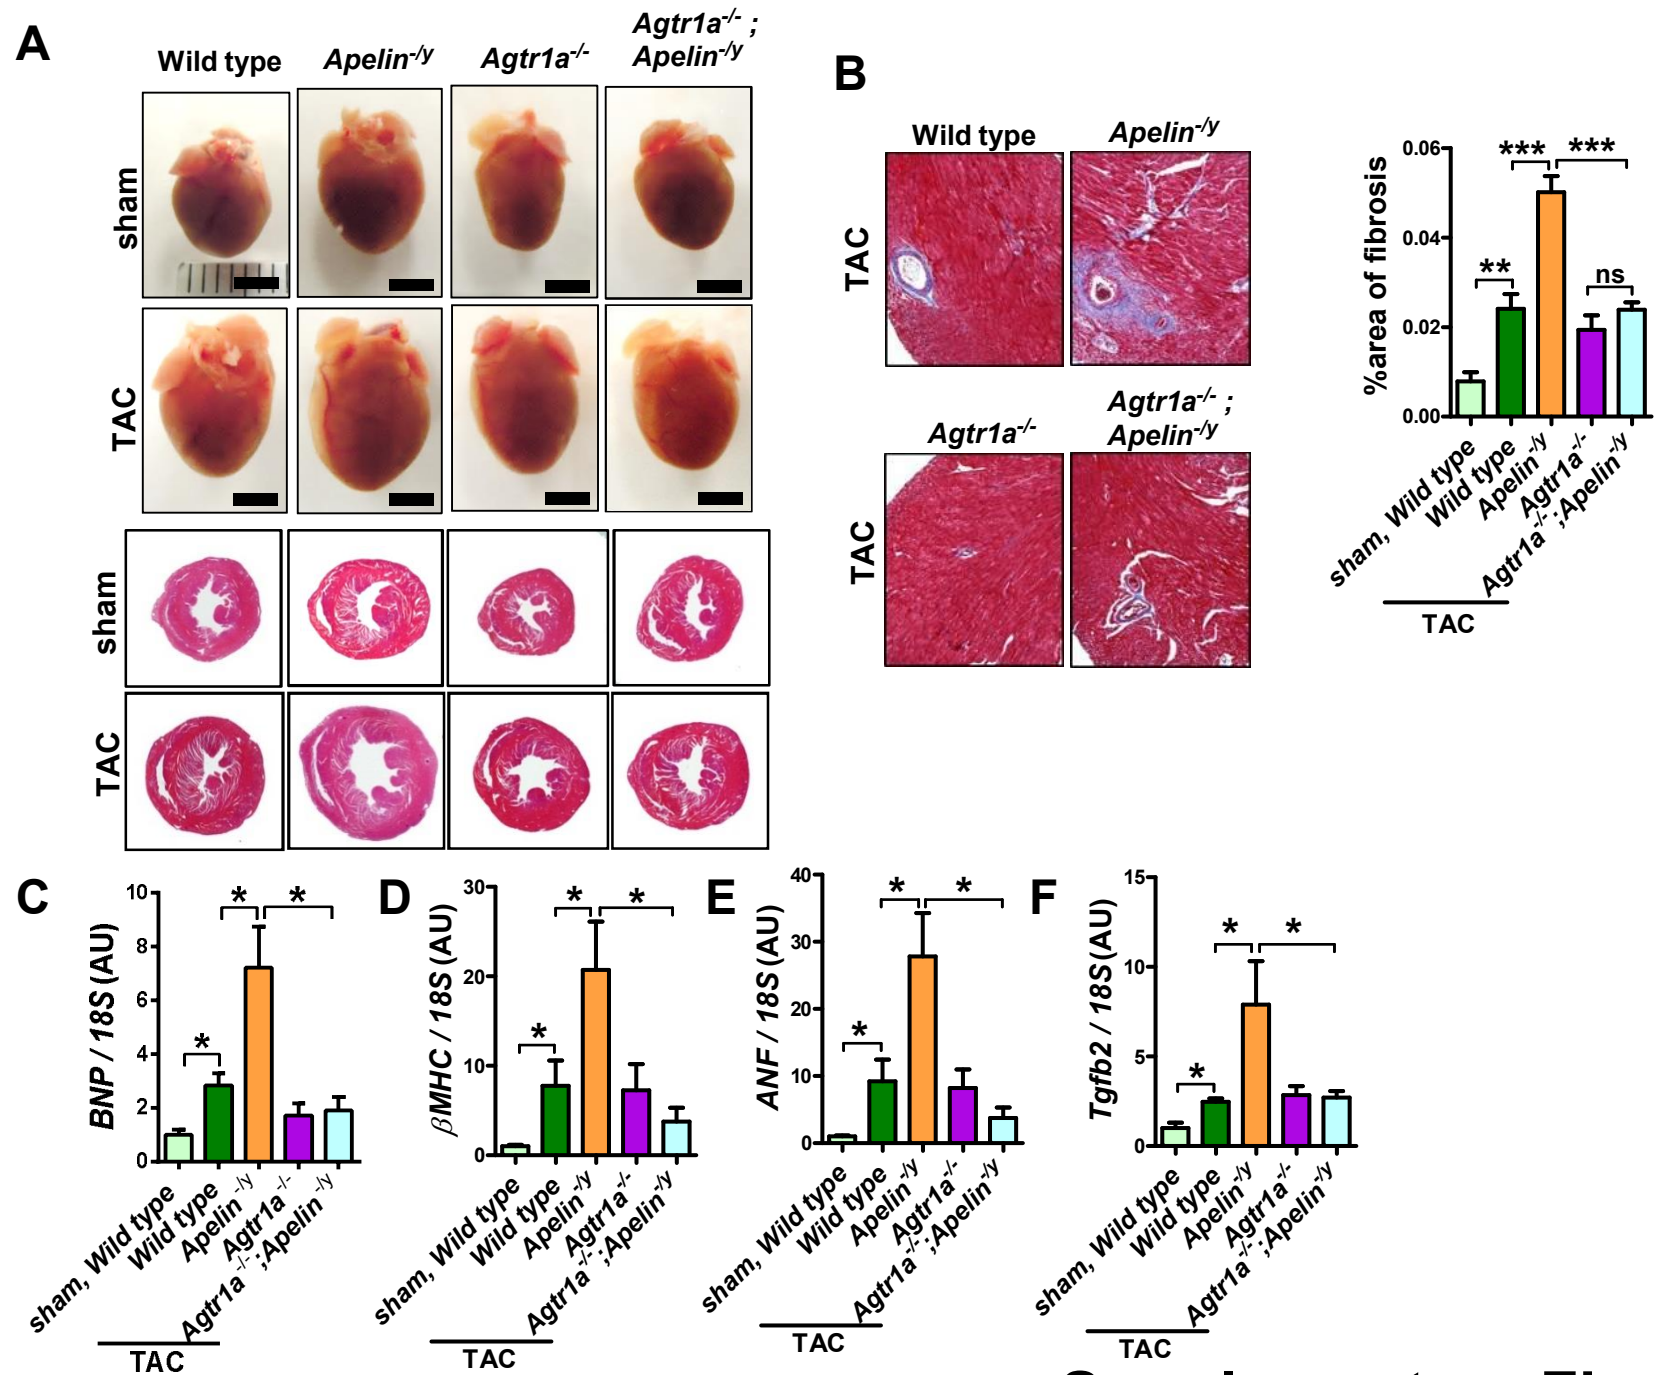 A
Wild type
Apelin-/y
Agtr1a-/-
Agtr1a-/- ;
Apelin-/y
sham
TAC
sham
TAC
B
Wild type
Apelin-/y
TAC
Agtr1a-/-
Agtr1a-/- ;
Apelin-/y
TAC
%area of fibrosis
0.06
0.04
0.02
0.00
**
***
***
ns
sham, Wild type
Wild type
Apelin-/y
Agtr1a-/-
Agtr1a-/-;Apelin-/y
TAC
C
BNP / 18S (AU)
10
8
6
4
2
0
*
*
*
sham, Wild type
Wild type
Apelin-/y
Agtr1a-/-
Agtr1a-/-;Apelin-/y
TAC
D
βMHC / 18S (AU)
30
20
10
0
*
*
*
sham, Wild type
Wild type
Apelin-/y
Agtr1a-/-
Agtr1a-/-;Apelin-/y
TAC
E
ANF / 18S (AU)
40
30
20
10
0
*
*
*
sham, Wild type
Wild type
Apelin-/y
Agtr1a-/-
Agtr1a-/-;Apelin-/y
TAC
F
Tgfb2 / 18S (AU)
15
10
5
0
*
*
*
sham, Wild type
Wild type
Apelin-/y
Agtr1a-/-
Agtr1a-/-;Apelin-/y
TAC